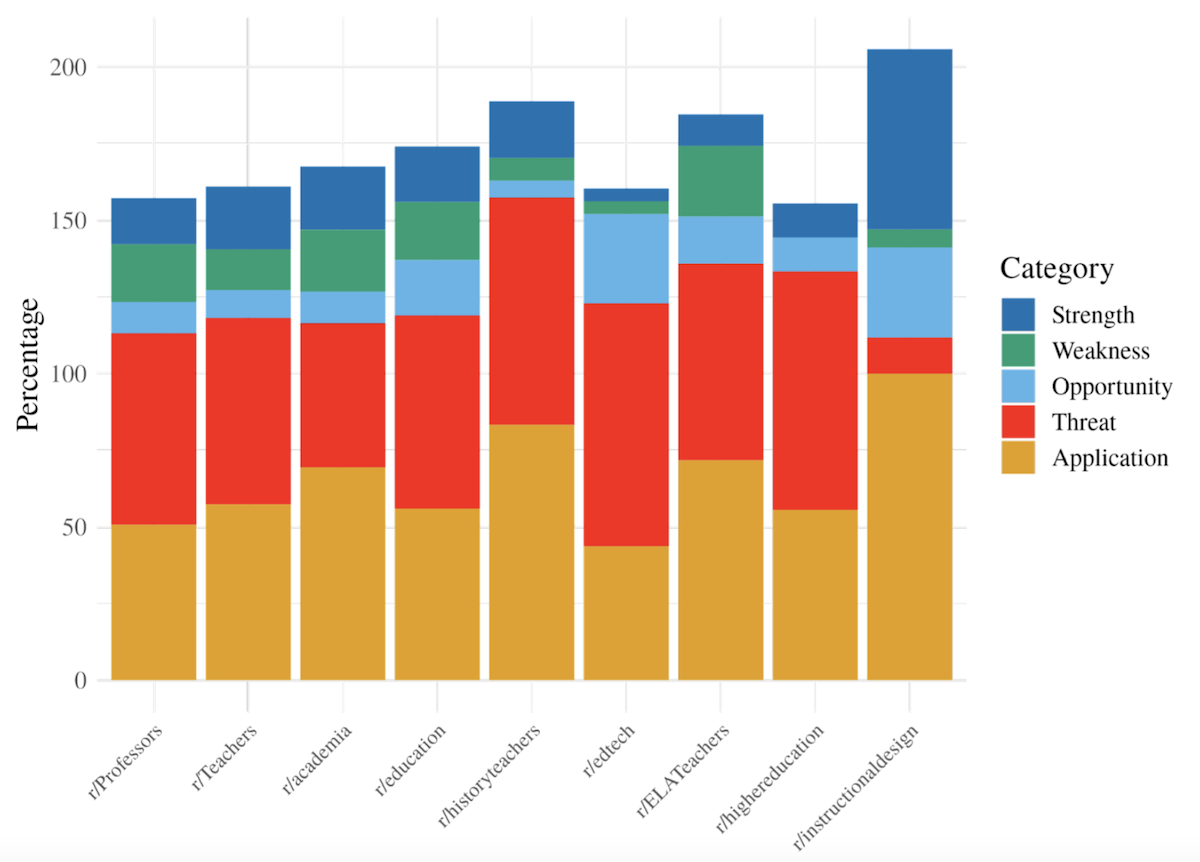 Percentage
200
150
100
50
0
r/Professors
r/Teachers
r/academia
r/education
r/historyteachers
r/edtech
r/ELATeachers
r/highereducation
r/instructionaldesign
Category
Strength
Weakness
Opportunity
Threat
Application